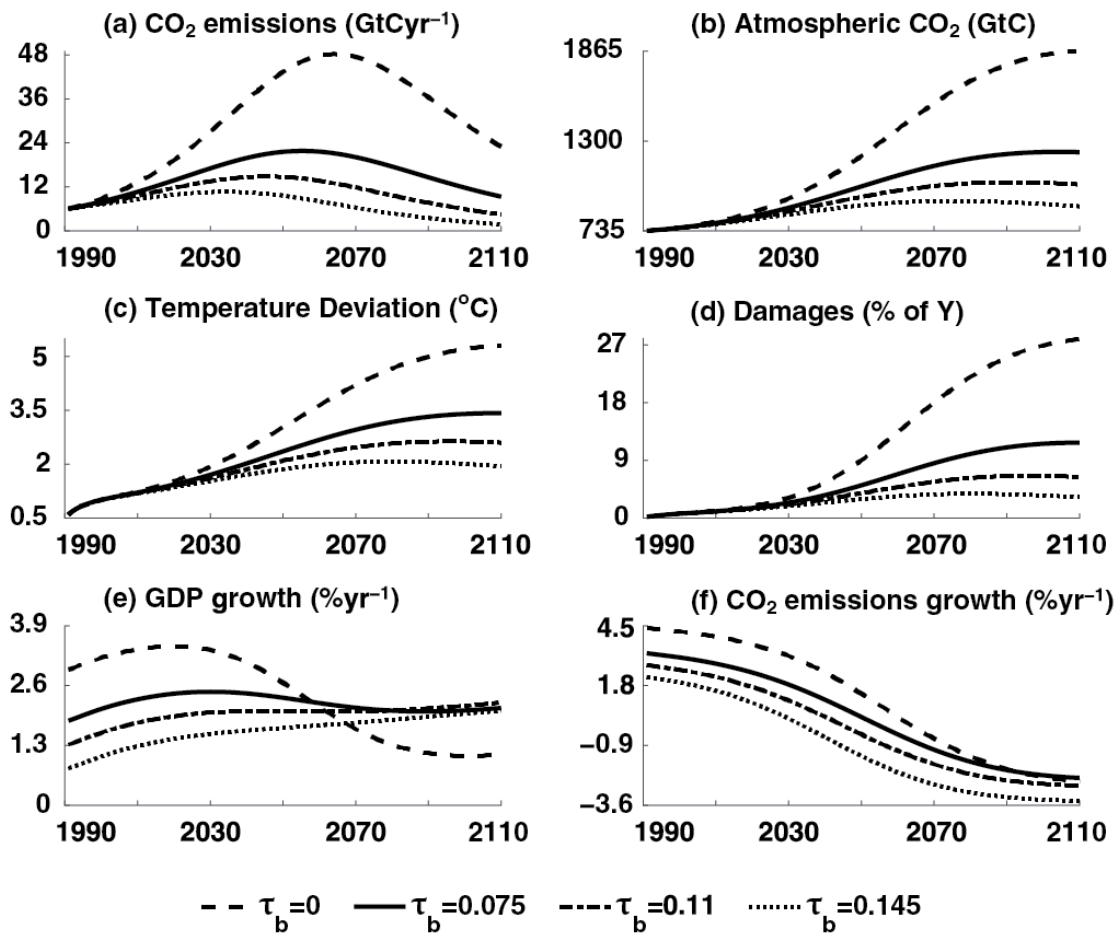 (a) CO₂ emissions (GtCyr⁻¹)
48
36
24
12
0
1990 2030 2070 2110
(b) Atmospheric CO₂ (GtC)
1865
1300
735
1990 2030 2070 2110
(c) Temperature Deviation (°C)
5
3.5
2
0.5
1990 2030 2070 2110
(d) Damages (% of Y)
27
18
9
0
1990 2030 2070 2110
(e) GDP growth (%yr⁻¹)
3.9
2.6
1.3
0
1990 2030 2070 2110
(f) CO₂ emissions growth (%yr⁻¹)
4.5
1.8
−0.9
−3.6
1990 2030 2070 2110
τb=0 τb=0.075 τb=0.11 τb=0.145